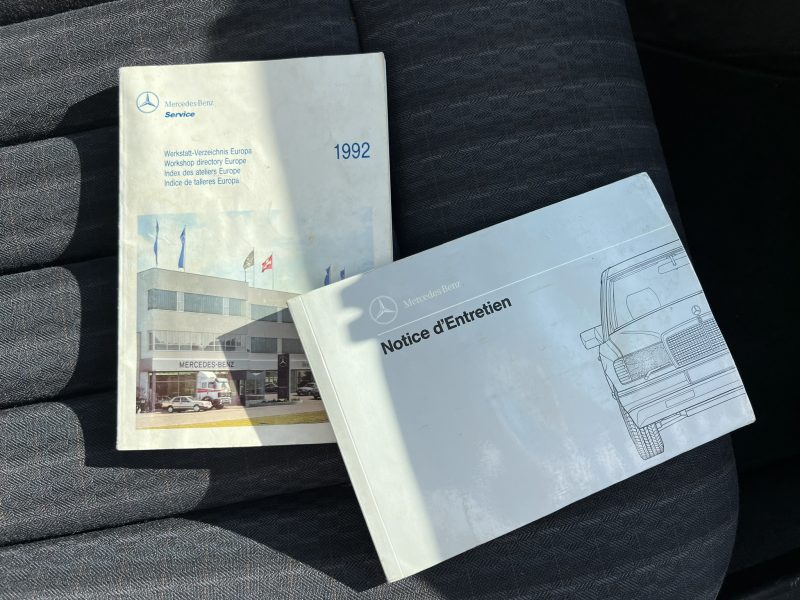 Mercedes-Benz
Service
1992
Werkstatt-Verzeichnis Europa
Workshop directory Europe
Index des ateliers Europe
Indice de talleres Europa
MERCEDES-BENZ
Mercedes-Benz
Notice d'Entretien